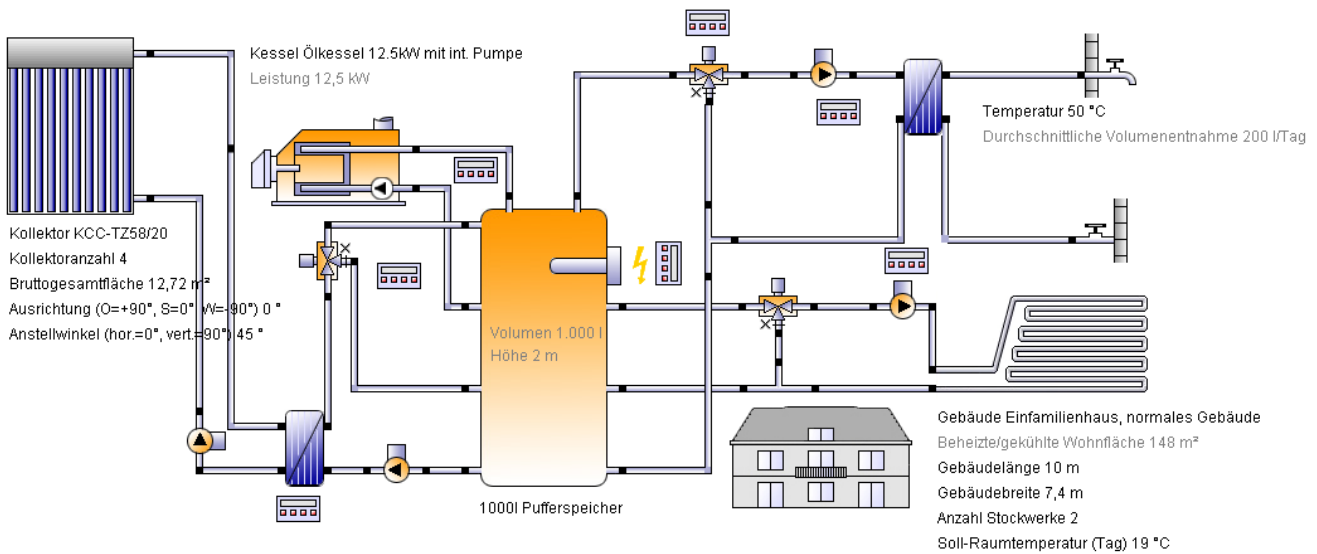 Kessel Ölkessel 12.5kW mit int. Pumpe
Leistung 12,5 kW
Temperatur 50 °C
Durchschnittliche Volumenentnahme 200 l/Tag
Kollektor KCC-TZ58/20
Kollektoranzahl 4
Bruttogesamtfläche 12,72 m²
Ausrichtung (O=+90°, S=0°, W=-90°) 0 °
Anstellwinkel (hor.=0°, vert.=90°) 45 °
Volumen 1.000 l
Höhe 2 m
1000l Pufferspeicher
Gebäude Einfamilienhaus, normales Gebäude
Beheizte/gekühlte Wohnfläche 148 m²
Gebäudelänge 10 m
Gebäudebreite 7,4 m
Anzahl Stockwerke 2
Soll-Raumtemperatur (Tag) 19 °C